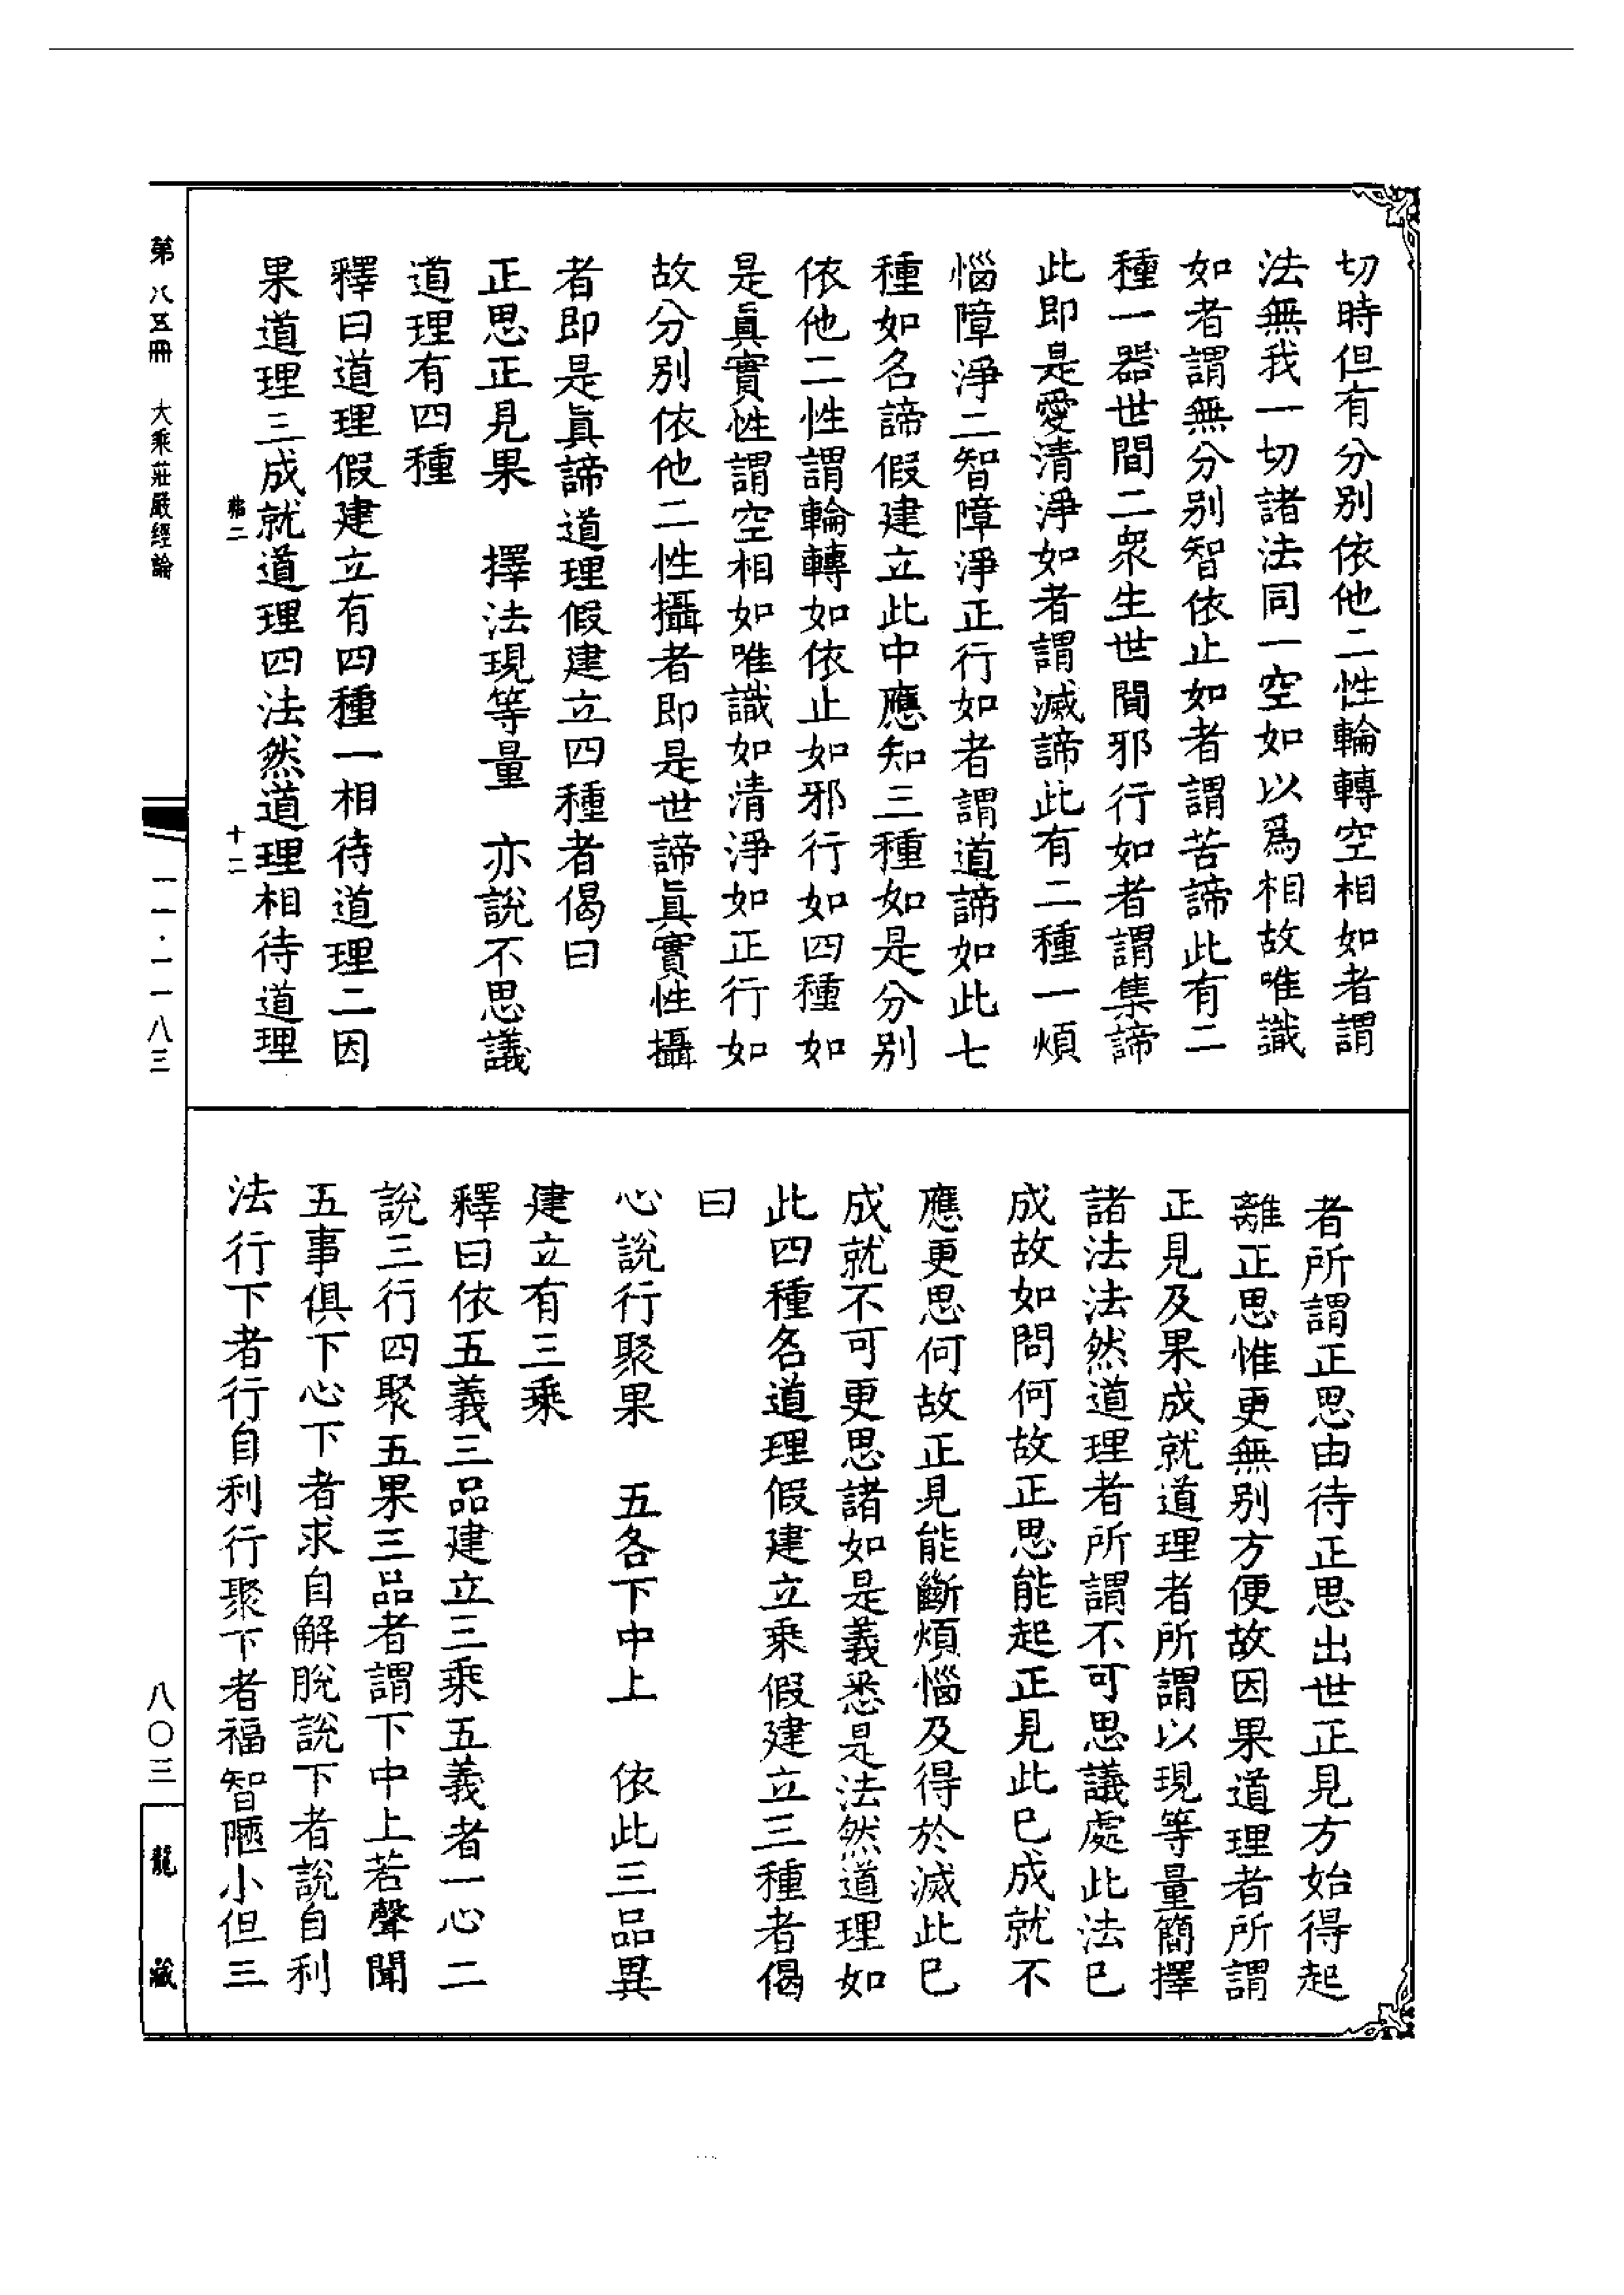 切時但有分别依他二性輪轉空相如者謂
法無我一切諸法同一空如以爲相故唯識
如者謂無分别智依止如者謂苦諦此有二
種一器世間二衆生世間邪行如者謂集諦
此即是愛清淨如者謂滅諦此有二種一煩
惱障淨二智障淨正行如者謂道諦如此七
種如名諦假建立此中應知三種如是分别
依他二性謂輪轉如依止如邪行如四種如
是眞實性謂空相如唯識如清淨如正行如
故分别依他二性攝者即是世諦眞實性攝
者即是眞諦道理假建立四種者偈曰
正思正見果　擇法現等量　亦説不思議
道理有四種
釋曰道理假建立有四種一相待道理二因
果道理三成就道理四法然道理相待道理
者所謂正思由待正思出世正見方始得起
離正思惟更無别方便故因果道理者所謂
正見及果成就道理者所謂以現等量簡擇
諸法法然道理者所謂不可思議處此法已
成故如問何故正思能起正見此已成就不
應更思何故正見能斷煩惱及得於滅此已
成就不可更思諸如是義悉是法然道理如
此四種名道理假建立乘假建立三種者偈
曰
心説行聚果　五各下中上　依此三品異
建立有三乘
釋曰依五義三品建立三乘五義者一心二
説三行四聚五果三品者謂下中上若聲聞
五事俱下心下者求自解脱説下者説自利
法行下者行自利行聚下者福智陋小但三
十二
第八五冊　大乘莊嚴經論
一一·一一八三
八〇三
龍藏